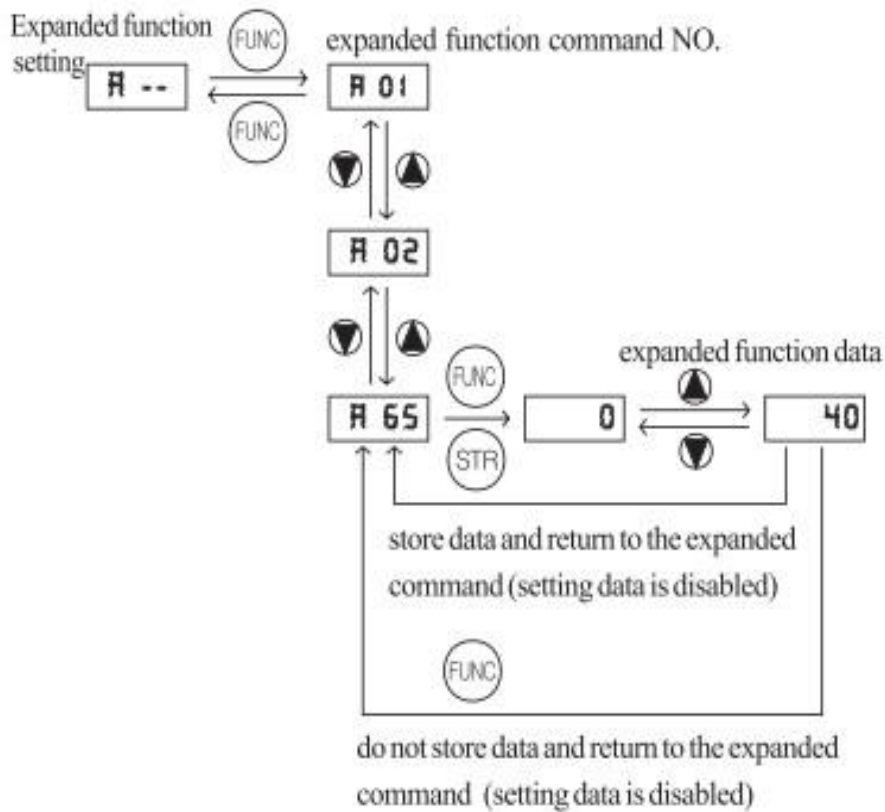 Expanded function
setting
FUNC
expanded function command NO.
A --
A 01
FUNC
A 02
FUNC
expanded function data
A 65
0
40
STR
store data and return to the expanded
command (setting data is disabled)
FUNC
do not store data and return to the expanded
command (setting data is disabled)